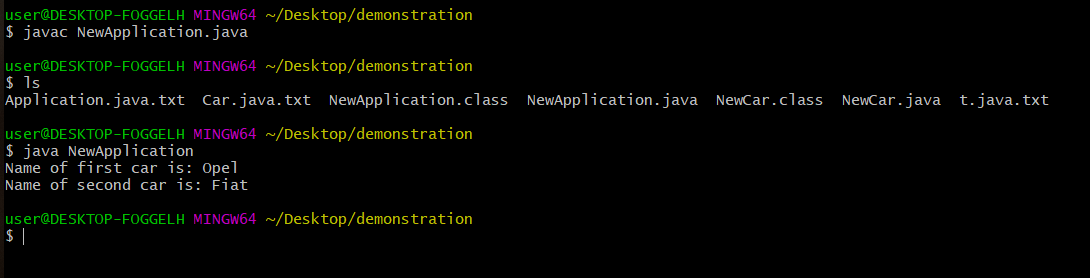 user@DESKTOP-FOGGELH MINGW64 ~/Desktop/demonstration
$ javac NewApplication.java
user@DESKTOP-FOGGELH MINGW64 ~/Desktop/demonstration
$ ls
Application.java.txt  Car.java.txt  NewApplication.class  NewApplication.java  NewCar.class  NewCar.java  t.java.txt
user@DESKTOP-FOGGELH MINGW64 ~/Desktop/demonstration
$ java NewApplication
Name of first car is: Opel
Name of second car is: Fiat
user@DESKTOP-FOGGELH MINGW64 ~/Desktop/demonstration
$